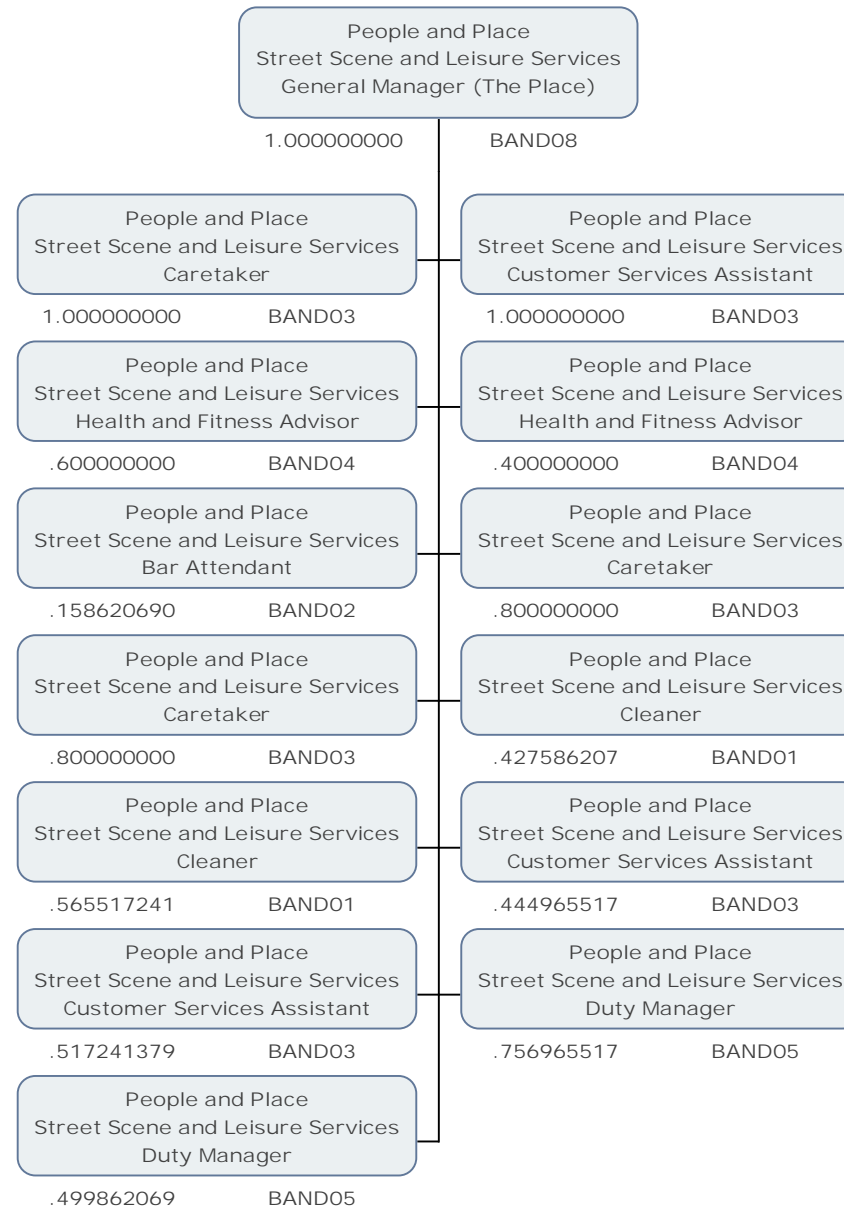 People and Place
Street Scene and Leisure Services
General Manager (The Place)
1.000000000 BAND08
People and Place
Street Scene and Leisure Services
Caretaker
1.000000000 BAND03
People and Place
Street Scene and Leisure Services
Customer Services Assistant
1.000000000 BAND03
People and Place
Street Scene and Leisure Services
Health and Fitness Advisor
.600000000 BAND04
People and Place
Street Scene and Leisure Services
Health and Fitness Advisor
.400000000 BAND04
People and Place
Street Scene and Leisure Services
Bar Attendant
.158620690 BAND02
People and Place
Street Scene and Leisure Services
Caretaker
.800000000 BAND03
People and Place
Street Scene and Leisure Services
Caretaker
.800000000 BAND03
People and Place
Street Scene and Leisure Services
Cleaner
.427586207 BAND01
People and Place
Street Scene and Leisure Services
Cleaner
.565517241 BAND01
People and Place
Street Scene and Leisure Services
Customer Services Assistant
.444965517 BAND03
People and Place
Street Scene and Leisure Services
Customer Services Assistant
.517241379 BAND03
People and Place
Street Scene and Leisure Services
Duty Manager
.756965517 BAND05
People and Place
Street Scene and Leisure Services
Duty Manager
.499862069 BAND05